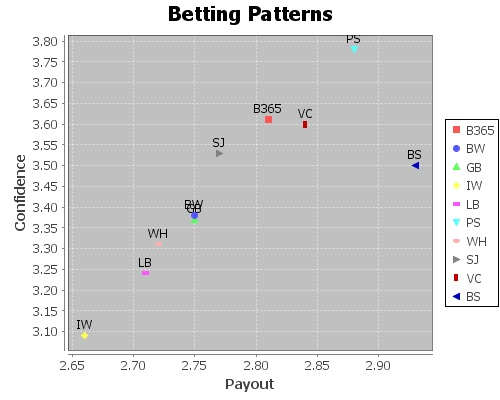 Betting Patterns
3.80
3.75
3.70
3.65
3.60
3.55
3.50
3.45
3.40
3.35
3.30
3.25
3.20
3.15
3.10
Confidence
PS
B365
VC
SJ
BS
BW
GB
WH
LB
IW
2.65 2.70 2.75 2.80 2.85 2.90
Payout
B365
BW
GB
IW
LB
PS
WH
SJ
VC
BS